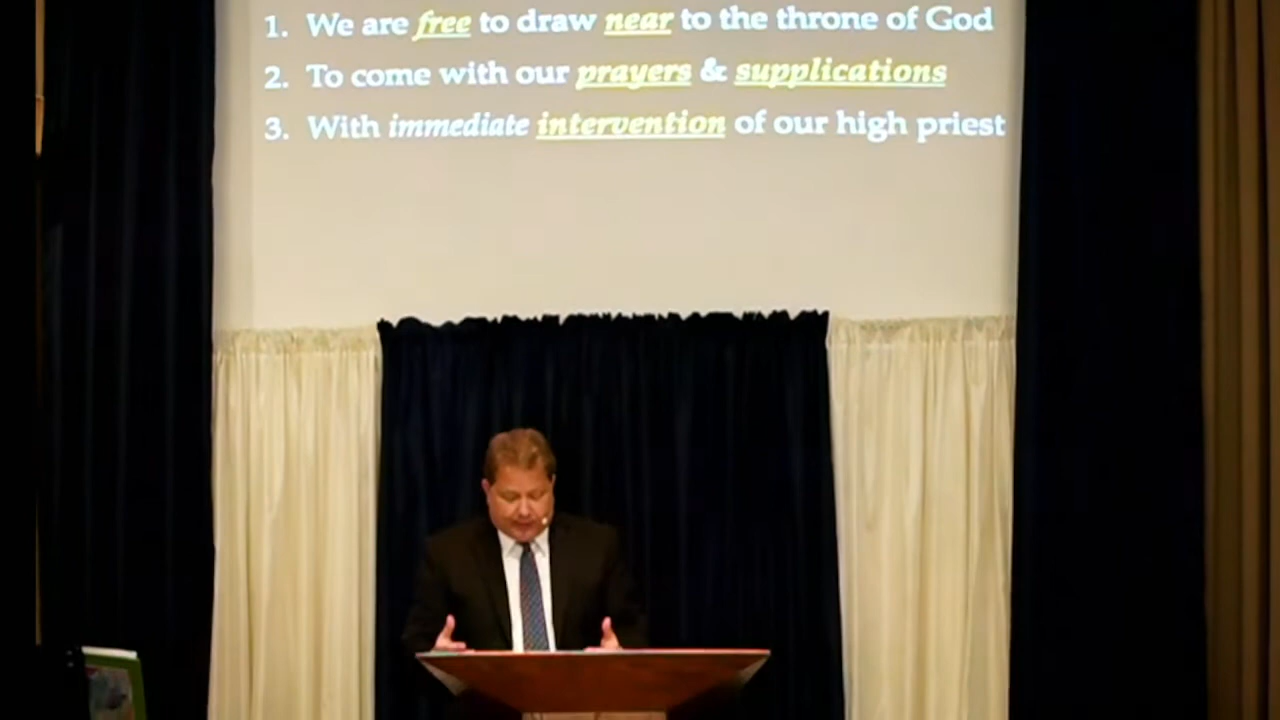 1. We are free to draw near to the throne of God
2. To come with our prayers & supplications
3. With immediate intervention of our high priest